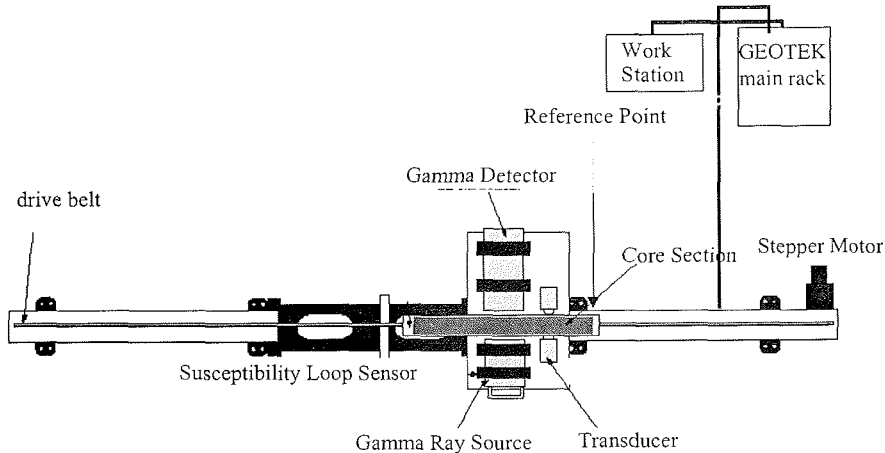 Work
Station
GEOTEK
main rack
Reference Point
Gamma Detector
drive belt
Core Section
Stepper Motor
Susceptibility Loop Sensor
Gamma Ray Source
Transducer